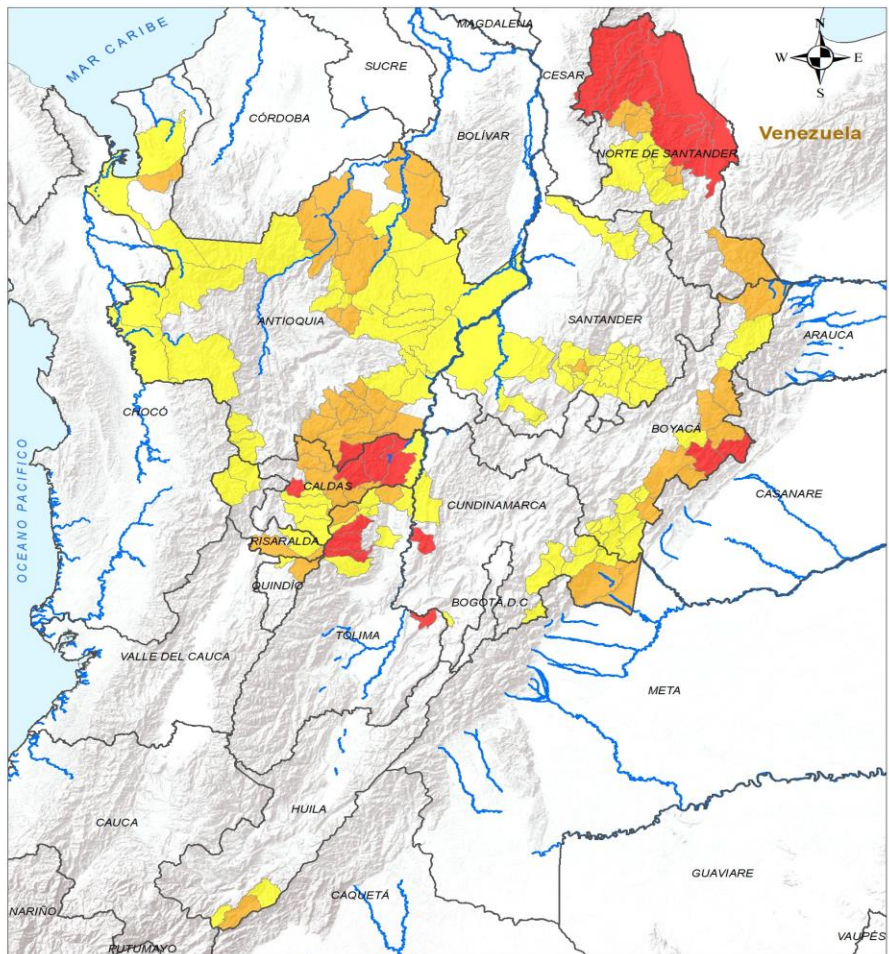 MAGDALENA
N
MAR CARIBE
SUCRE
CESAR
W
E
S
CÓRDOBA
BOLÍVAR
Venezuela
NORTE DE SANTANDER
ANTIOQUIA
SANTANDER
ARAUCA
CHOCÓ
BOYACÁ
OCEANO PACIFICO
CALDAS
CUNDINAMARCA
CASANARE
RISARALDA
QUINDÍO
BOGOTÁ, D.C
TOLIMA
VALLE DEL CAUCA
META
HUILA
CAUCA
GUAVIARE
CAQUETÁ
NARIÑO
PUTUMAYO
VAUPÉS